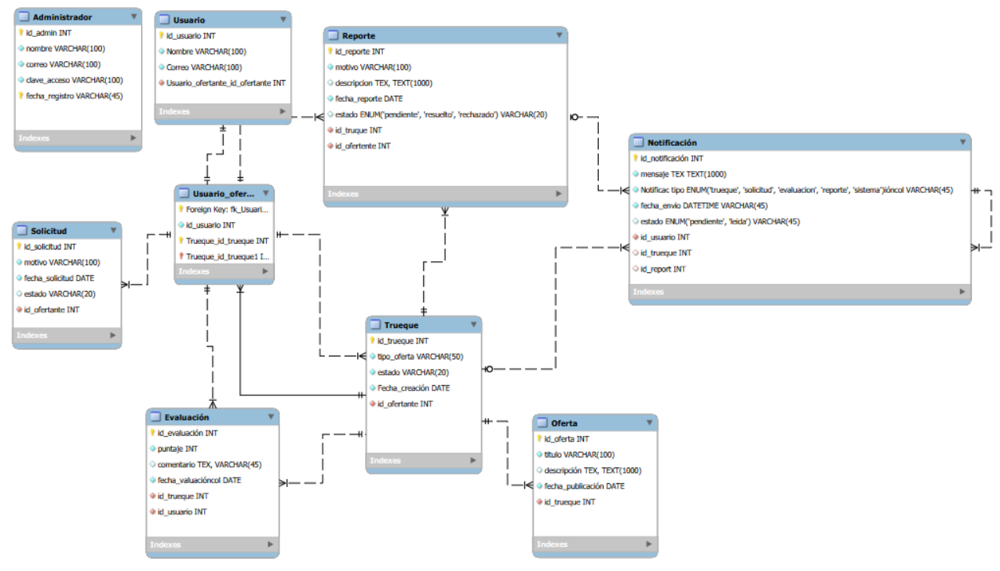 Administrador
id_admin INT
nombre VARCHAR(100)
correo VARCHAR(100)
clave_acceso VARCHAR(100)
fecha_registro VARCHAR(45)
Indexes
Usuario
id_usuario INT
Nombre VARCHAR(100)
Correo VARCHAR(100)
Usuario_ofertante_id_ofertante INT
Indexes
Reporte
id_reporte INT
motivo VARCHAR(100)
descripcion TEX, TEXT(1000)
fecha_reporte DATE
estado ENUM('pendiente', 'resuelto', 'rechazado') VARCHAR(20)
id_truque INT
id_ofertente INT
Indexes
Notificación
id_notificación INT
mensaje TEX TEXT(1000)
Notificac tipo ENUM('trueque', 'solicitud', 'evaluacion', 'reporte', 'sistema')ióncol VARCHAR(45)
fecha_envio DATETIME VARCHAR(45)
estado ENUM('pendiente', 'leida') VARCHAR(45)
id_usuario INT
id_trueque INT
id_report INT
Indexes
Usuario_ofer...
Foreign Key: fk_Usuari...
id_usuario INT
Trueque_id_trueque INT
Trueque_id_trueque1 I...
Indexes
Solicitud
id_solicitud INT
motivo VARCHAR(100)
fecha_solicitud DATE
estado VARCHAR(20)
id_ofertante INT
Indexes
Trueque
id_trueque INT
tipo_oferta VARCHAR(50)
estado VARCHAR(20)
Fecha_creación DATE
id_ofertante INT
Indexes
Evaluación
id_evaluación INT
puntaje INT
comentario TEX, VARCHAR(45)
fecha_valuacióncol DATE
id_trueque INT
id_usuario INT
Indexes
Oferta
id_oferta INT
titulo VARCHAR(100)
descripción TEX, TEXT(1000)
fecha_publicación DATE
id_trueque INT
Indexes